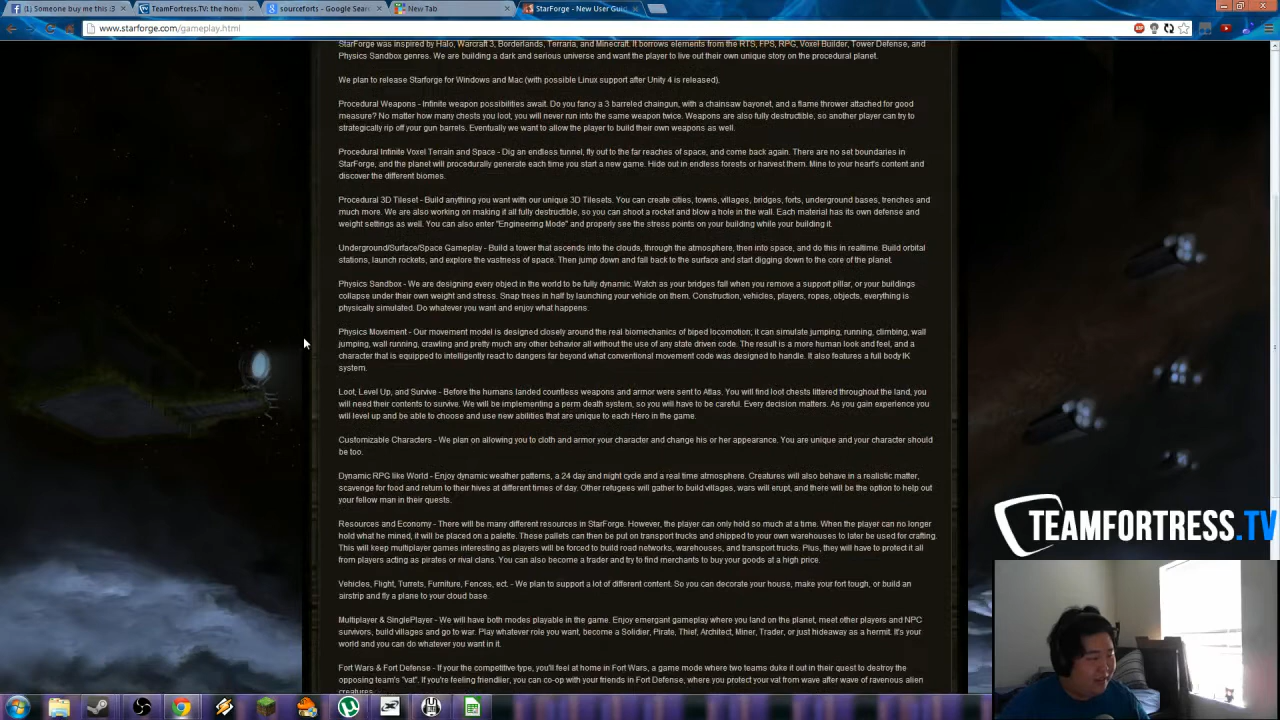 (1) Someone buy me this :3
TeamFortress.TV: the hom
sourceforts - Google Sear
New Tab
StarForge - New User Guid
www.starforge.com/gameplay.html
StarForge was inspired by Halo, Warcraft 3, Borderlands, Terraria, and Minecraft. It borrows elements from the RTS, FPS, RPG, Voxel Builder, Tower Defense, and
Physics Sandbox genres. We are building a dark and serious universe and want the player to live out their own unique story on the procedural planet.
We plan to release Starforge for Windows and Mac (with possible Linux support after Unity 4 is released).
Procedural Weapons - Infinite weapon possibilities await. Do you fancy a 3 barreled chaingun, with a chainsaw bayonet, and a flame thrower attached for good
measure? No matter how many chests you loot, you will never run into the same weapon twice. Weapons are also fully destructible, so another player can try to
strategically rip off your gun barrels. Eventually we want to allow the player to build their own weapons as well.
Procedural Infinite Voxel Terrain and Space - Dig an endless tunnel, fly out to the far reaches of space, and come back again. There are no set boundaries in
StarForge, and the planet will procedurally generate each time you start a new game. Hide out in endless forests or harvest them. Mine to your heart's content and
discover the different biomes.
Procedural 3D Tileset - Build anything you want with our unique 3D Tilesets. You can create cities, towns, villages, bridges, forts, underground bases, trenches and
much more. We are also working on making it all fully destructible, so you can shoot a rocket and blow a hole in the wall. Each material has its own defense and
weight settings as well. You can also enter "Engineering Mode" and properly see the stress points on your building while your building it.
Underground/Surface/Space Gameplay - Build a tower that ascends into the clouds, through the atmosphere, then into space, and do this in realtime. Build orbital
stations, launch rockets, and explore the vastness of space. Then jump down and fall back to the surface and start digging down to the core of the planet.
Physics Sandbox - We are designing every object in the world to be fully dynamic. Watch as your bridges fall when you remove a support pillar, or your buildings
collapse under their own weight and stress. Snap trees in half by launching your vehicle on them. Construction, vehicles, players, ropes, objects, everything is
physically simulated. Do whatever you want and enjoy what happens.
Physics Movement - Our movement model is designed closely around the real biomechanics of biped locomotion; it can simulate jumping, running, climbing, wall
jumping, wall running, crawling and pretty much any other behavior all without the use of any state driven code. The result is a more human look and feel, and a
character that is equipped to intelligently react to dangers far beyond what conventional movement code was designed to handle. It also features a full body IK
system.
Loot, Level Up, and Survive - Before the humans landed countless weapons and armor were sent to Atlas. You will find loot chests littered throughout the land, you
will need their contents to survive. We will be implementing a perm death system, so you will have to be careful. Every decision matters. As you gain experience you
will level up and be able to choose and use new abilities that are unique to each Hero in the game.
Customizable Characters - We plan on allowing you to cloth and armor your character and change his or her appearance. You are unique and your character should
be too.
Dynamic RPG like World - Enjoy dynamic weather patterns, a 24 day and night cycle and a real time atmosphere. Creatures will also behave in a realistic matter,
scavenge for food and return to their hives at different times of day. Other refugees will gather to build villages, wars will erupt, and there will be the option to help out
your fellow man in their quests.
Resources and Economy - There will be many different resources in StarForge. However, the player can only hold so much at a time. When the player can no longer
hold what he mined, it will be placed on a palette. These pallets can then be put on transport trucks and shipped to your own warehouses to later be used for crafting.
This will keep multiplayer games interesting as players will be forced to build road networks, warehouses, and transport trucks. Plus, they will have to protect it all
from players acting as pirates or rival clans. You can also become a trader and try to find merchants to buy your goods at a high price.
Vehicles, Flight, Turrets, Furniture, Fences, ect. - We plan to support a lot of different content. So you can decorate your house, make your fort tough, or build an
airstrip and fly a plane to your cloud base.
Multiplayer & SinglePlayer - We will have both modes playable in the game. Enjoy emergant gameplay where you land on the planet, meet other players and NPC
survivors, build villages and go to war. Play whatever role you want, become a Solidier, Pirate, Thief, Architect, Miner, Trader, or just hideaway as a hermit. It's your
world and you can do whatever you want in it.
Fort Wars & Fort Defense - If your the competitive type, you'll feel at home in Fort Wars, a game mode where two teams duke it out in their quest to destroy the
opposing team's "vat". If you're feeling friendlier, you can co-op with your friends in Fort Defense, where you protect your vat from wave after wave of ravenous alien
creatures.
TEAMFORTRESS.TV